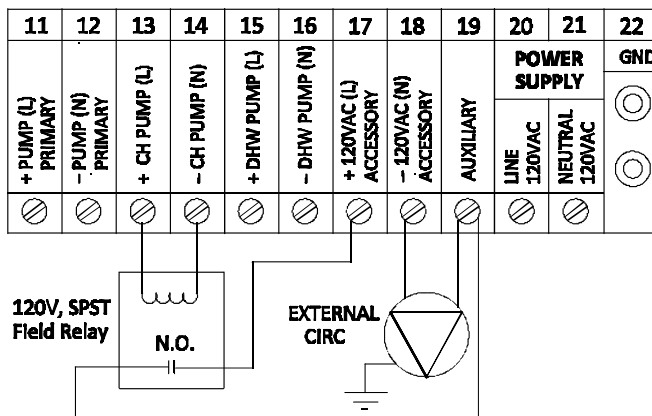 11 12 13 14 15 16 17 18 19 20 21 22
+ PUMP (L)
PRIMARY
– PUMP (N)
PRIMARY
+ CH PUMP (L)
– CH PUMP (N)
+ DHW PUMP (L)
– DHW PUMP (N)
+ 120VAC (L)
ACCESSORY
– 120VAC (N)
ACCESSORY
AUXILIARY
POWER
SUPPLY
LINE
120VAC
NEUTRAL
120VAC
GND
120V, SPST
Field Relay
N.O.
EXTERNAL
CIRC